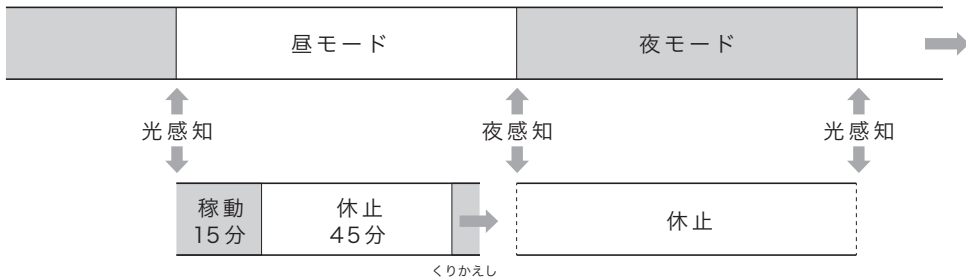 昼モード
夜モード
光感知
夜感知
光感知
稼動
15分
休止
45分
休止
くりかえし